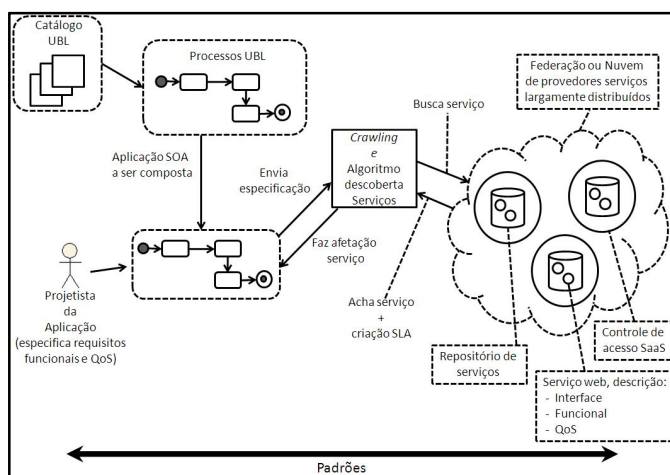 Catálogo
UBL
Processos UBL
Federação ou Nuvem
de provedores serviços
largamente distribuídos
Busca serviço
Aplicação SOA
a ser composta
Envia
especificação
Crawling
e
Algoritmo
descoberta
Serviços
Faz afetação
serviço
Projetista
da
Aplicação
(especifica requisitos
funcionais e QoS)
Acha serviço
+
criação SLA
Repositório de
serviços
Controle de
acesso SaaS
Serviço web, descrição:
- Interface
- Funcional
- QoS
Padrões